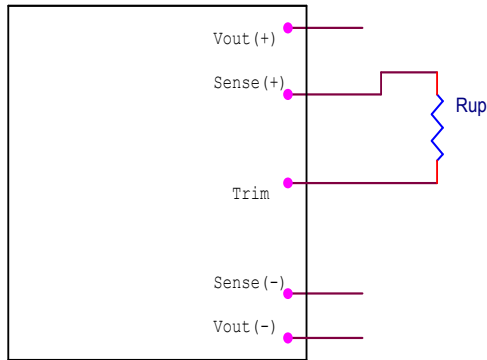 Vout(+)
Sense(+)
Rup
Trim
Sense(-)
Vout(-)